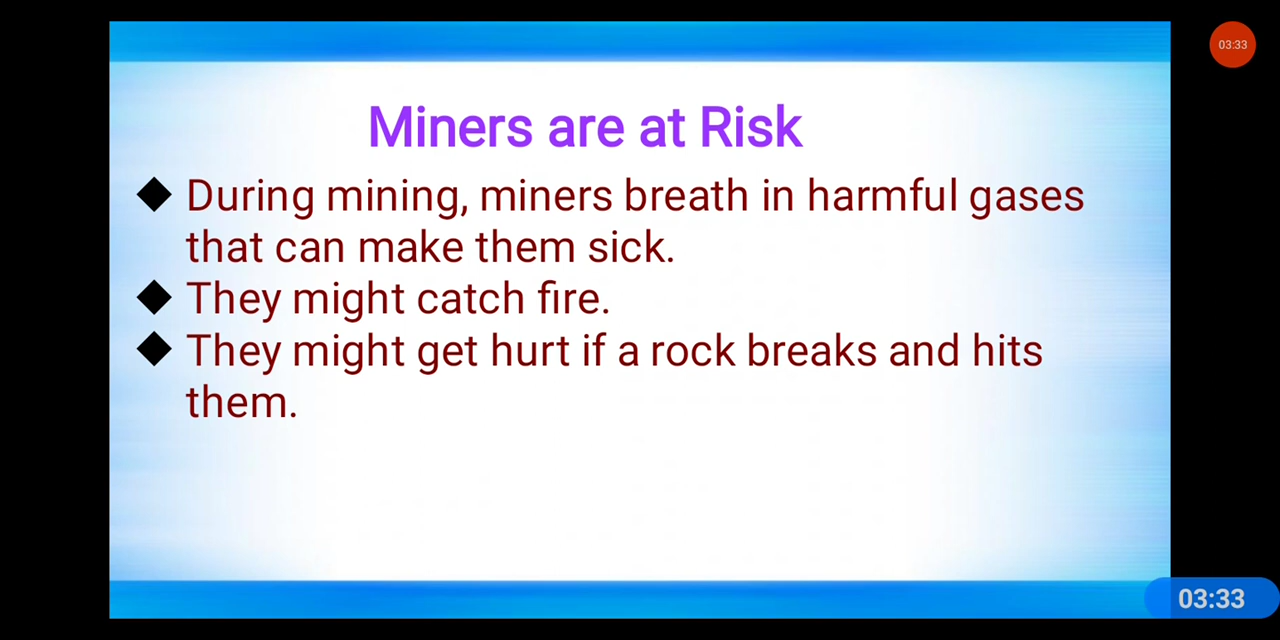 03:33
Miners are at Risk
◆ During mining, miners breath in harmful gases
that can make them sick.
◆ They might catch fire.
◆ They might get hurt if a rock breaks and hits
them.
03:33